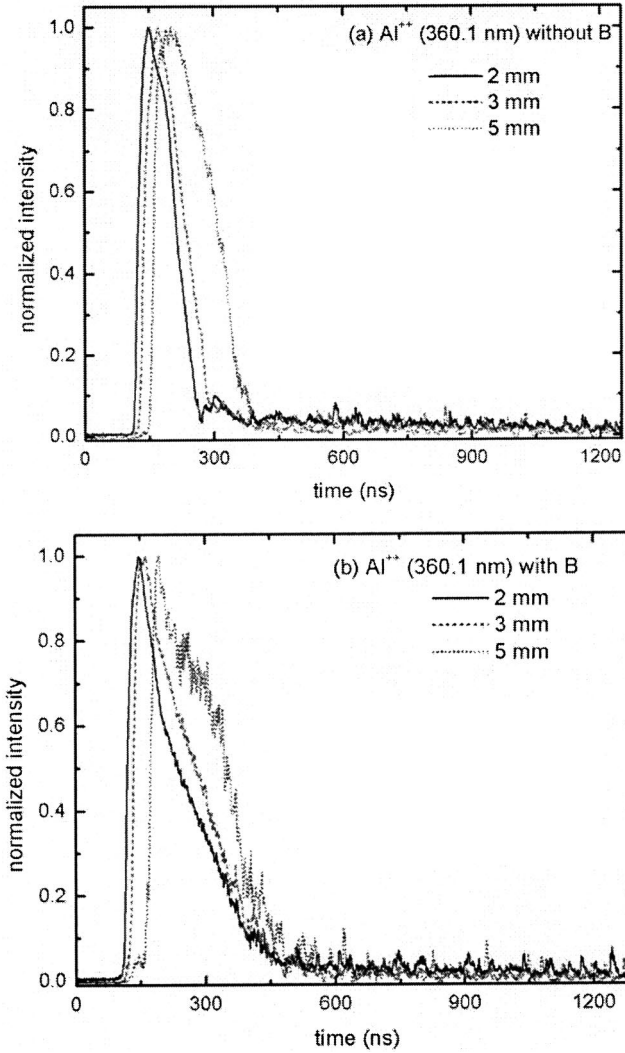 (a) Al⁺⁺ (360.1 nm) without B
2 mm
3 mm
5 mm
normalized intensity
1.0
0.8
0.6
0.4
0.2
0.0
0
300
600
900
1200
time (ns)
(b) Al⁺⁺ (360.1 nm) with B
2 mm
3 mm
5 mm
normalized intensity
1.0
0.8
0.6
0.4
0.2
0.0
0
300
600
900
1200
time (ns)